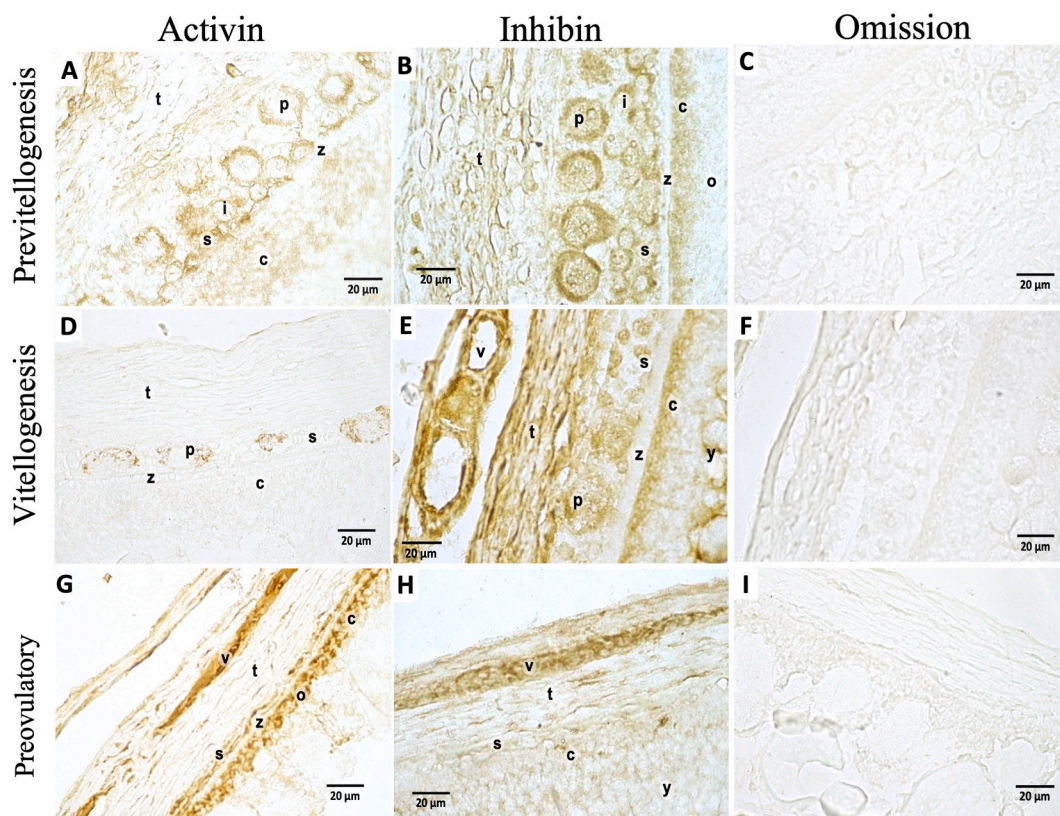 Activin Inhibin Omission
Previtellogenesis
A
t
p
z
i
s
c
20 µm
B
i
c
p
t
z
o
s
20 µm
C
20 µm
Vitellogenesis
D
t
s
p
z
c
20 µm
E
v
s
c
t
z
y
p
20 µm
F
20 µm
Preovulatory
G
c
v
t
o
z
s
20 µm
H
v
t
s
c
y
20 µm
I
20 µm